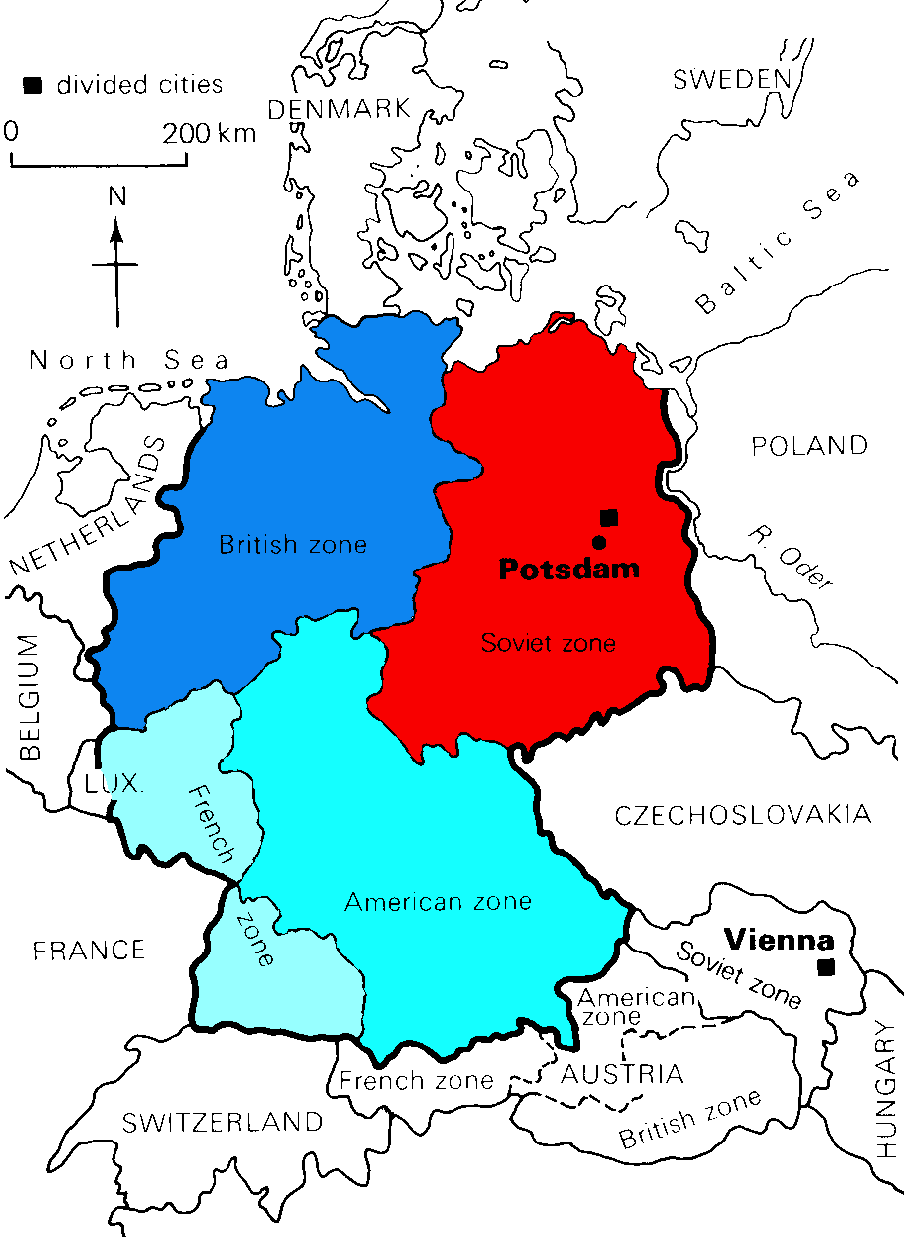 divided cities
0 200 km
N
DENMARK
SWEDEN
Baltic Sea
North Sea
NETHERLANDS
POLAND
R. Oder
British zone
Potsdam
Soviet zone
BELGIUM
LUX.
French
zone
CZECHOSLOVAKIA
American zone
FRANCE
Vienna
Soviet zone
American
zone
AUSTRIA
French zone
British zone
SWITZERLAND
HUNGARY